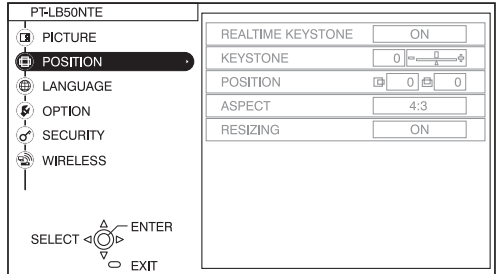 PT-LB50NTE
PICTURE
POSITION
LANGUAGE
OPTION
SECURITY
WIRELESS
SELECT
ENTER
EXIT
REALTIME KEYSTONE ON
KEYSTONE 0
POSITION 0 0
ASPECT 4:3
RESIZING ON